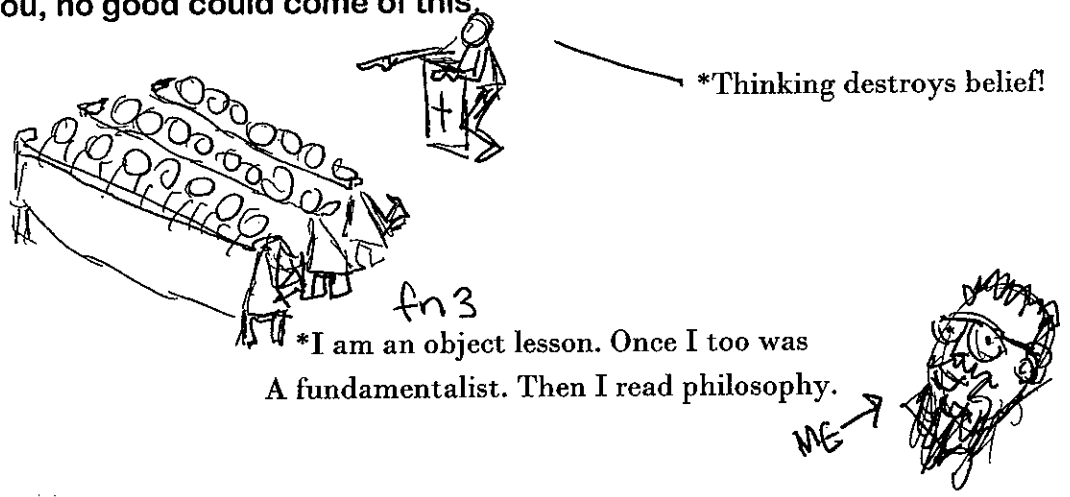 ou, no good could come of this.
*Thinking destroys belief!
fn3
*I am an object lesson. Once I too was
A fundamentalist. Then I read philosophy.
ME